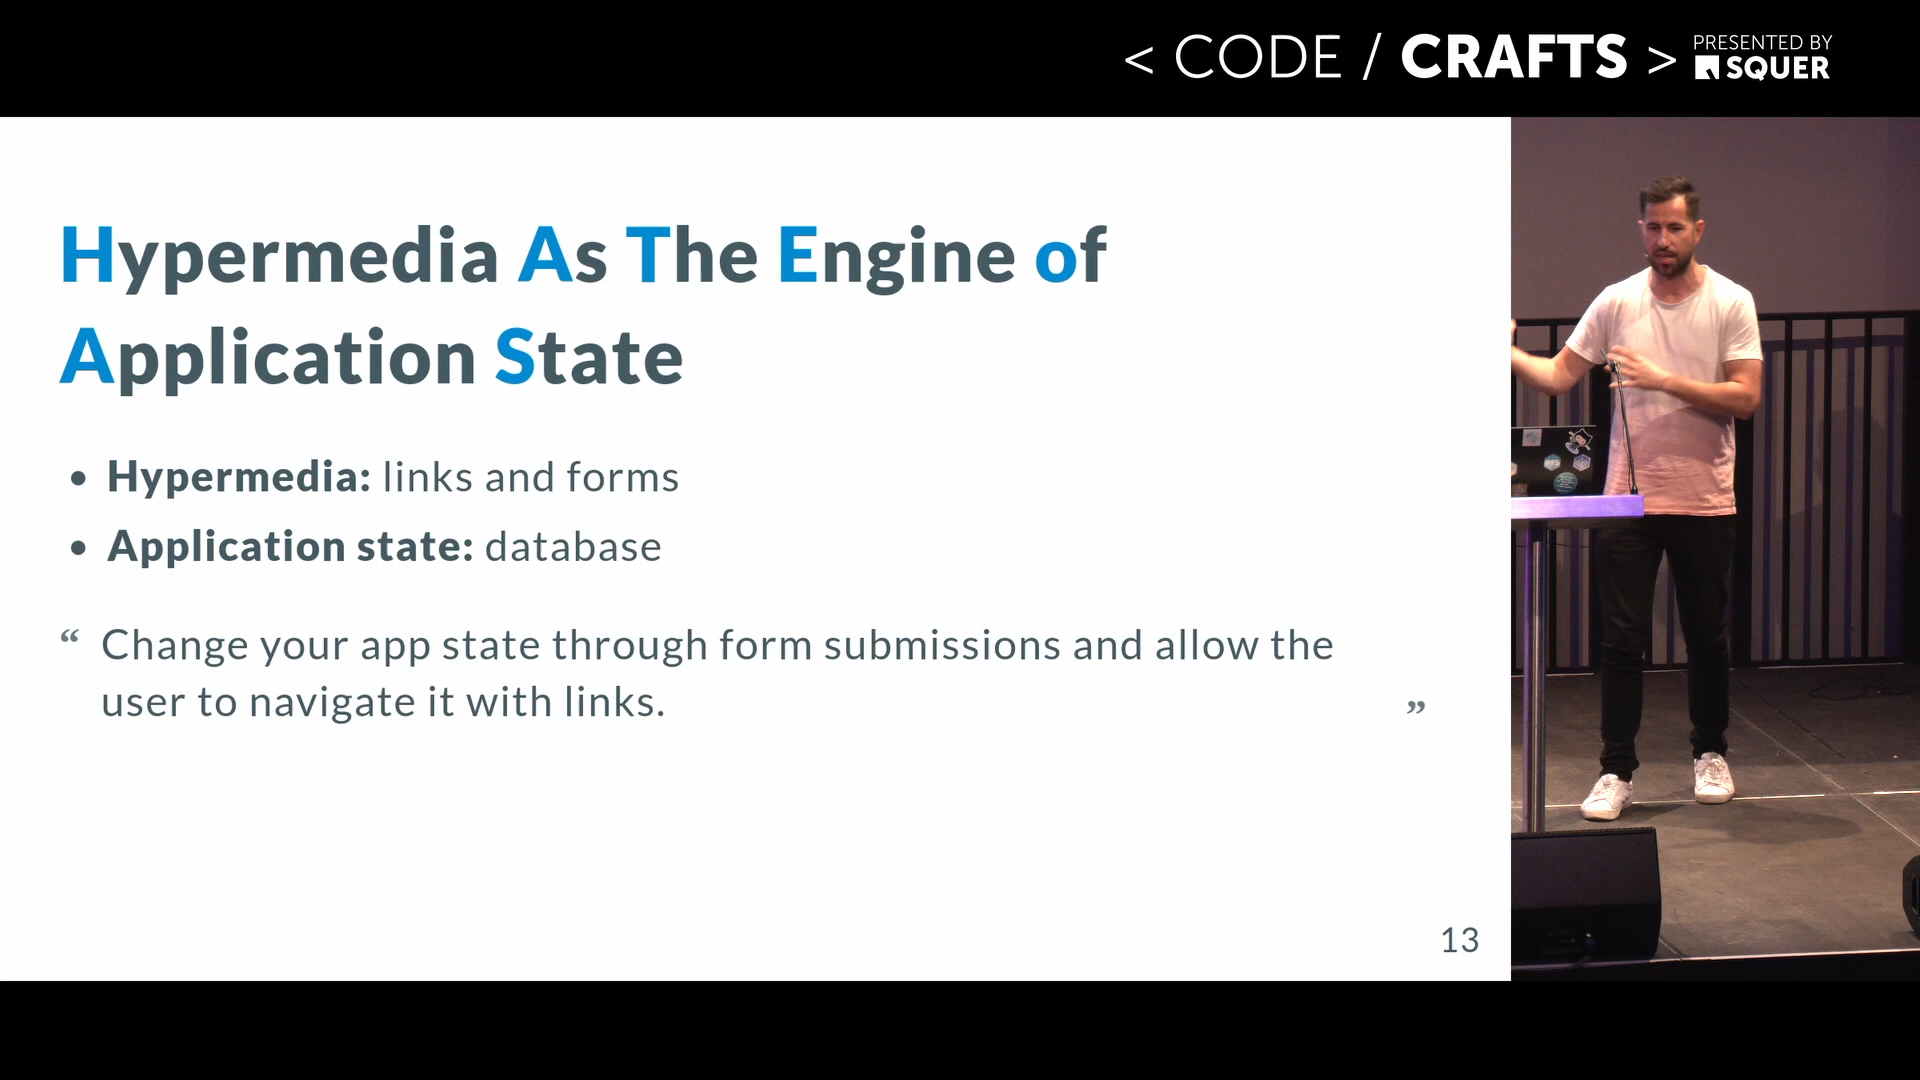 < CODE / CRAFTS > PRESENTED BY SQUER
Hypermedia As The Engine of
Application State
• Hypermedia: links and forms
• Application state: database
“ Change your app state through form submissions and allow the
user to navigate it with links. ”
13